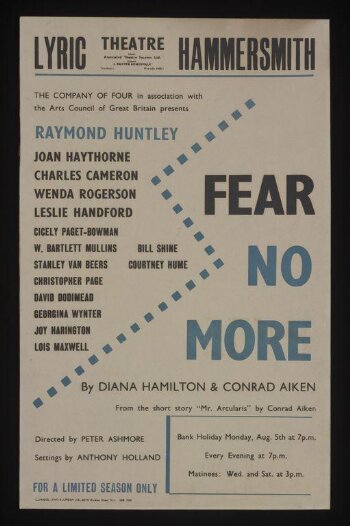 LYRIC THEATRE HAMMERSMITH
THE COMPANY OF FOUR in association with
the Arts Council of Great Britain presents
RAYMOND HUNTLEY
JOAN HAYTHORNE
CHARLES CAMERON
WENDA ROGERSON
LESLIE HANDFORD
CICELY PAGET-BOWMAN
W. BARTLETT MULLINS BILL SHINE
STANLEY VAN BEERS COURTNEY HUME
CHRISTOPHER PAGE
DAVID DODIMEAD
GEORGINA WYNTER
JOY HARINGTON
LOIS MAXWELL
FEAR
NO
MORE
By DIANA HAMILTON & CONRAD AIKEN
From the short story "Mr. Arcularis" by Conrad Aiken
Directed by PETER ASHMORE
Settings by ANTHONY HOLLAND
FOR A LIMITED SEASON ONLY
Bank Holiday Monday, Aug. 5th at 7p.m.
Every Evening at 7p.m.
Matinees: Wed. and Sat. at 3p.m.